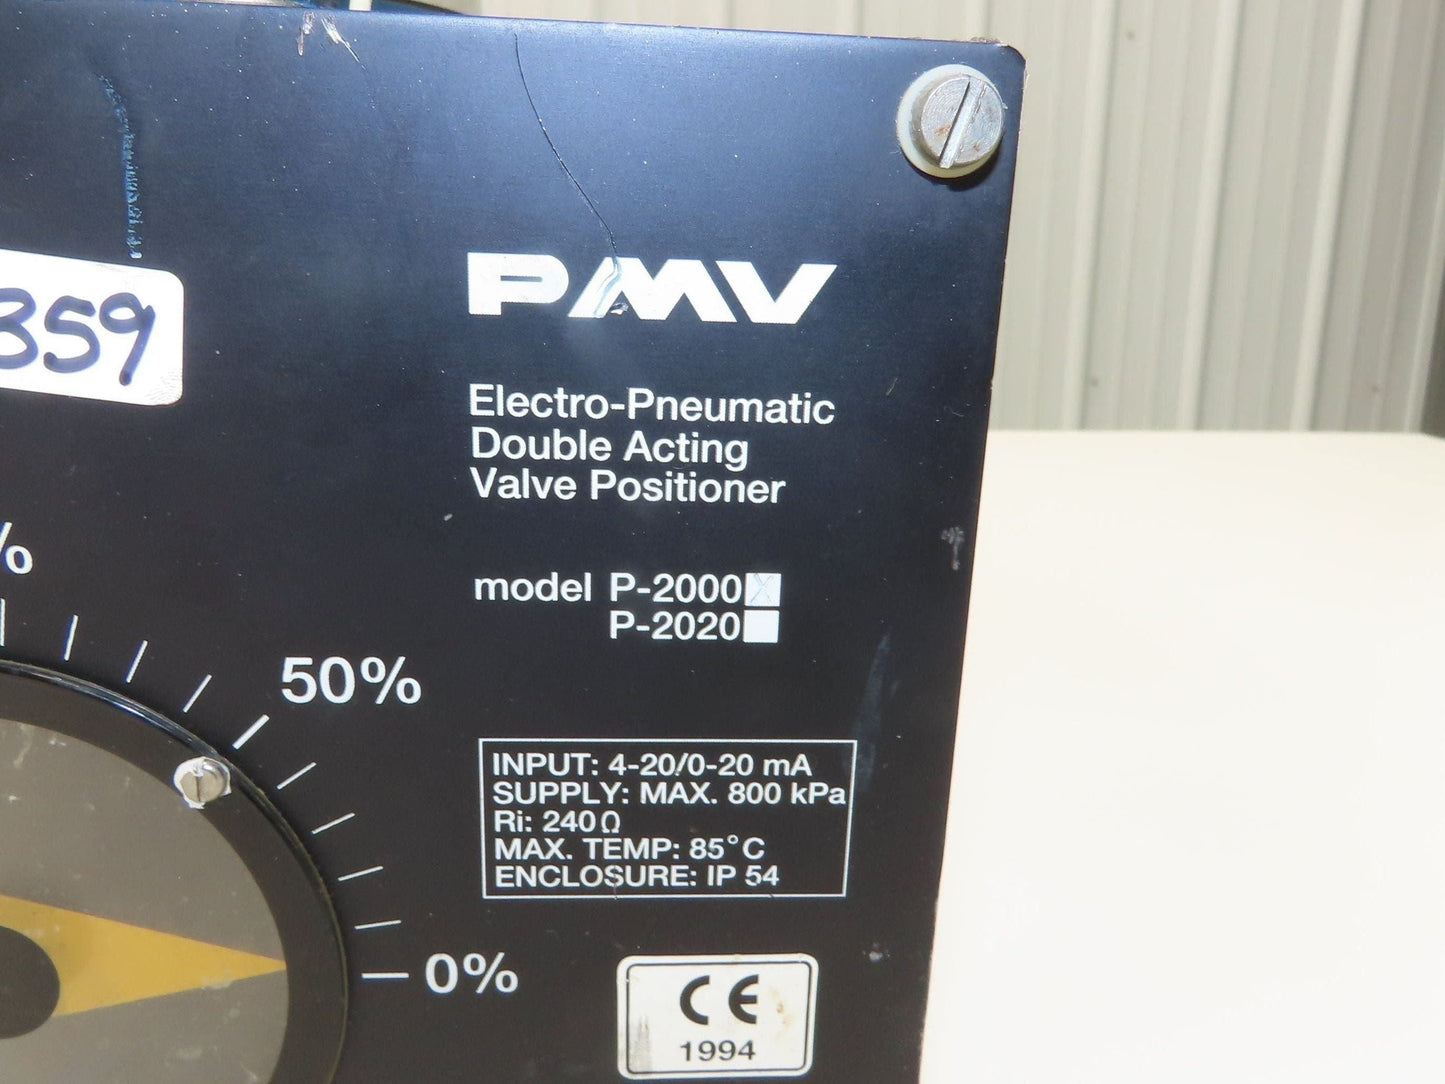 PMV
359
Electro-Pneumatic
Double Acting
Valve Positioner
%
model P-2000
P-2020
50%
INPUT: 4-20/0-20 mA
SUPPLY: MAX. 800 kPa
Ri: 240Ω
MAX. TEMP: 85°C
ENCLOSURE: IP 54
0%
CE
1994